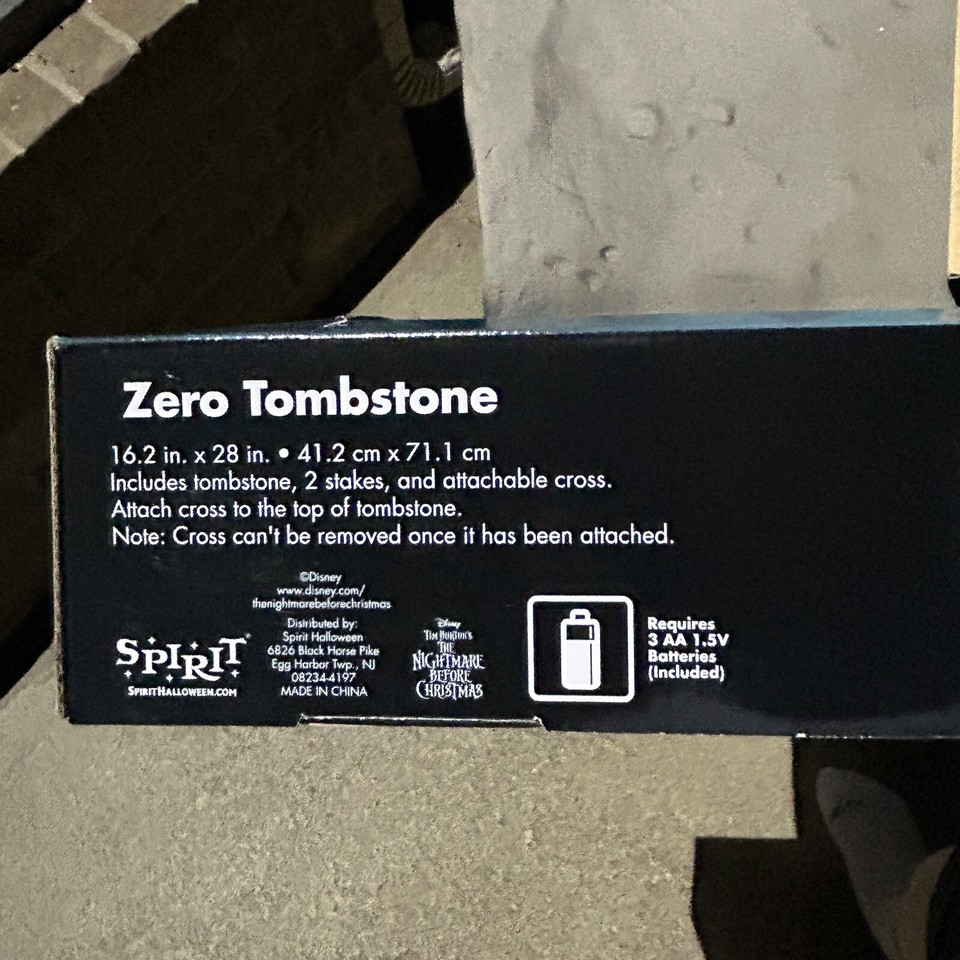 Zero Tombstone
16.2 in. x 28 in. • 41.2 cm x 71.1 cm
Includes tombstone, 2 stakes, and attachable cross.
Attach cross to the top of tombstone.
Note: Cross can't be removed once it has been attached.
©Disney
www.disney.com/
thenightmarebeforechristmas
SPIRIT
SPIRITHALLOWEEN.COM
Distributed by:
Spirit Halloween
6826 Black Horse Pike
Egg Harbor Twp., NJ
08234-4197
MADE IN CHINA
Disney
TIM BURTON'S
THE
NIGHTMARE
BEFORE
CHRISTMAS
Requires
3 AA 1.5V
Batteries
(Included)